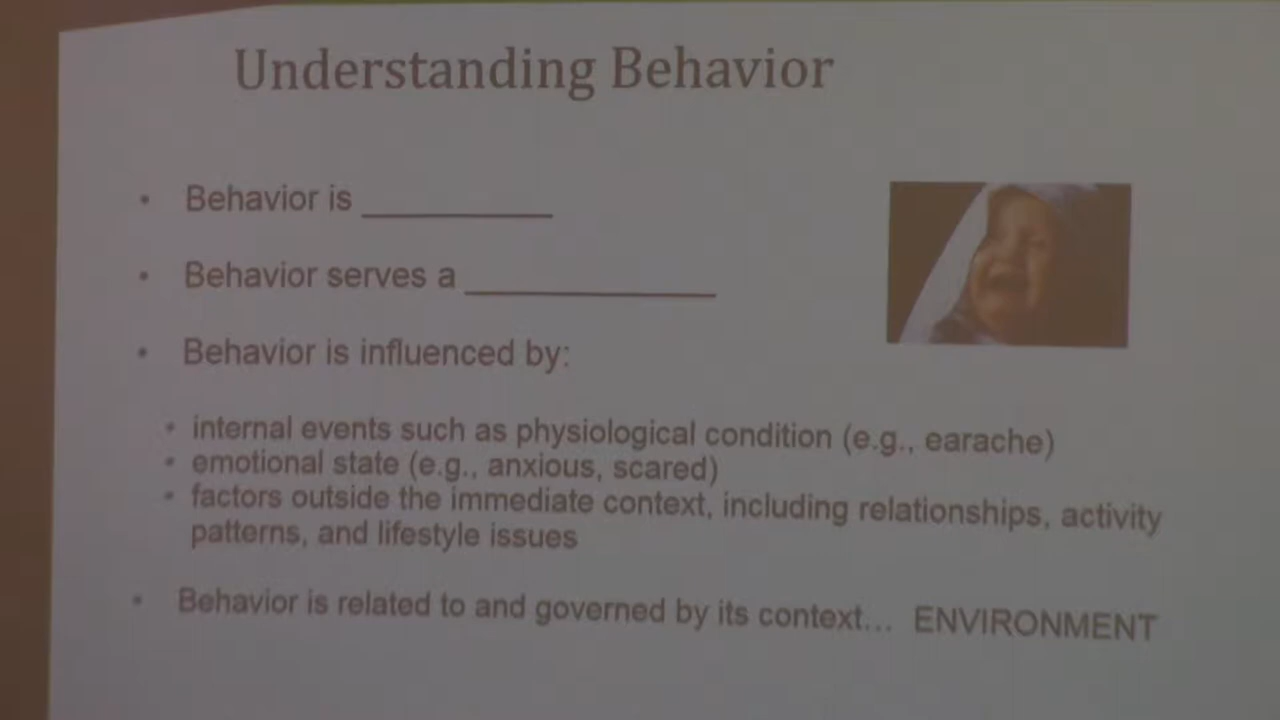 Understanding Behavior
• Behavior is __________
• Behavior serves a _____________
• Behavior is influenced by:
• internal events such as physiological condition (e.g., earache)
• emotional state (e.g., anxious, scared)
• factors outside the immediate context, including relationships, activity
patterns, and lifestyle issues
• Behavior is related to and governed by its context... ENVIRONMENT